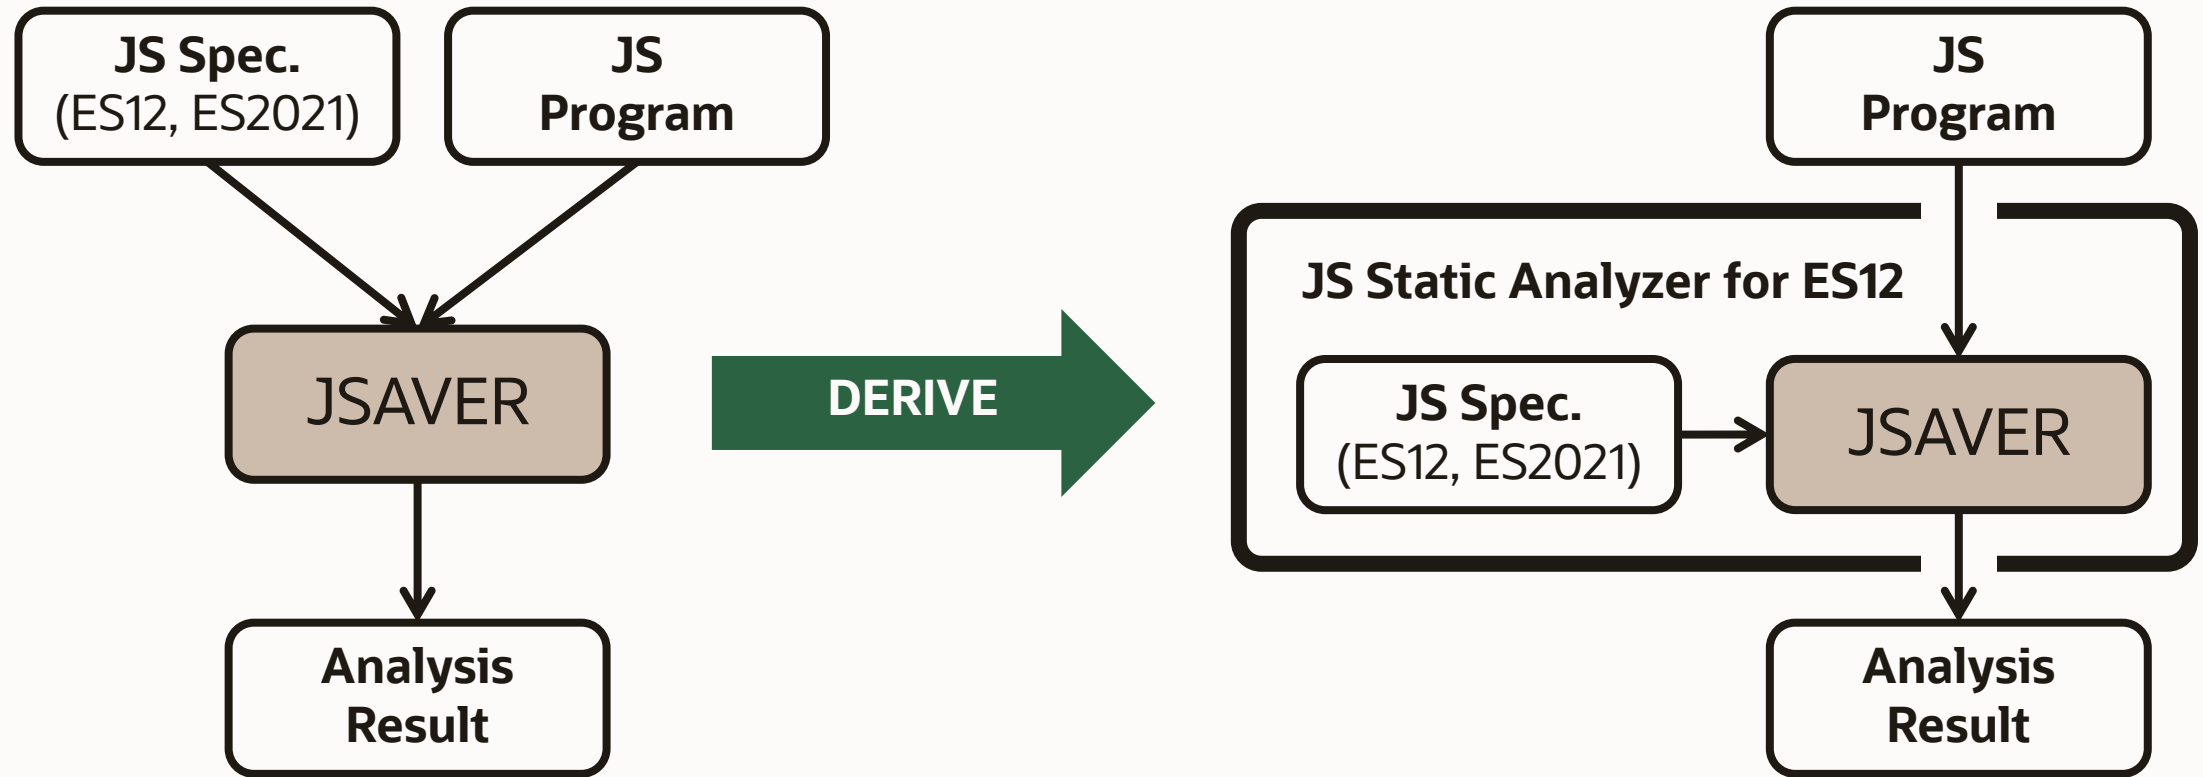 JS Spec.
(ES12, ES2021)
JS
Program
JSAVER
Analysis
Result
DERIVE
JS
Program
JS Static Analyzer for ES12
JS Spec.
(ES12, ES2021)
JSAVER
Analysis
Result